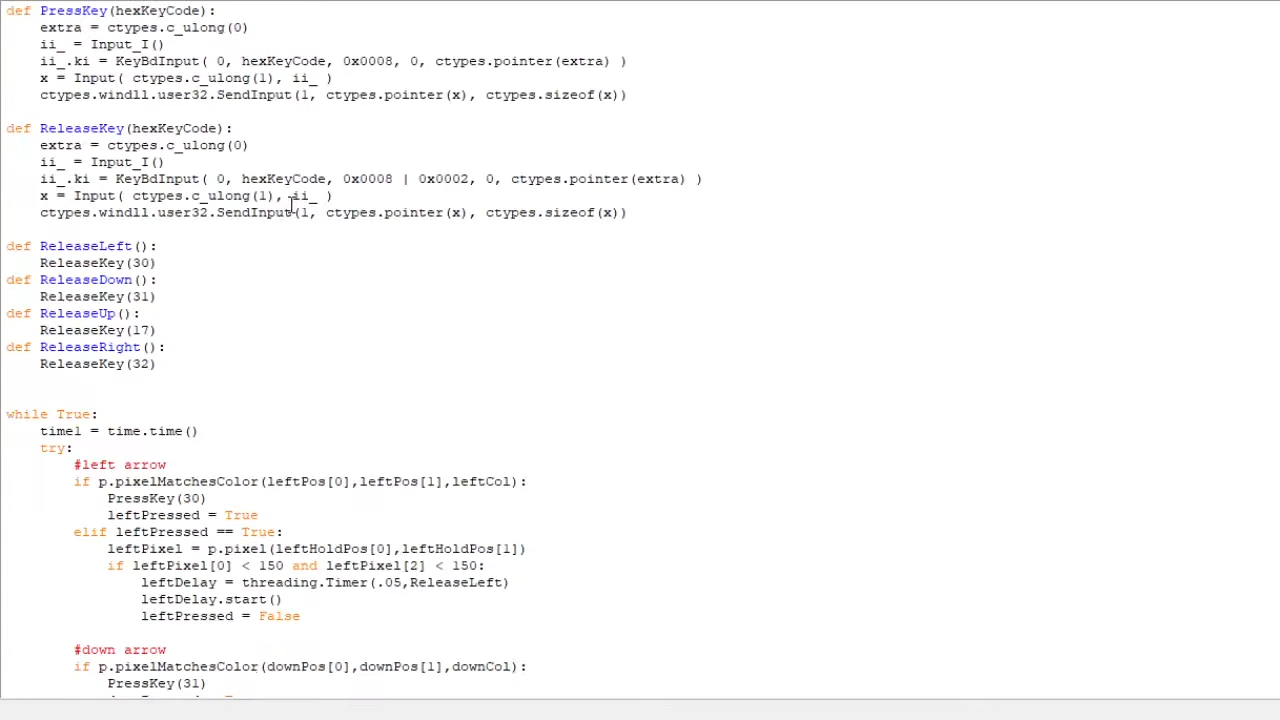 def PressKey(hexKeyCode):
    extra = ctypes.c_ulong(0)
    ii_ = Input_I()
    ii_.ki = KeyBdInput( 0, hexKeyCode, 0x0008, 0, ctypes.pointer(extra) )
    x = Input( ctypes.c_ulong(1), ii_ )
    ctypes.windll.user32.SendInput(1, ctypes.pointer(x), ctypes.sizeof(x))

def ReleaseKey(hexKeyCode):
    extra = ctypes.c_ulong(0)
    ii_ = Input_I()
    ii_.ki = KeyBdInput( 0, hexKeyCode, 0x0008 | 0x0002, 0, ctypes.pointer(extra) )
    x = Input( ctypes.c_ulong(1), ii_ )
    ctypes.windll.user32.SendInput(1, ctypes.pointer(x), ctypes.sizeof(x))

def ReleaseLeft():
    ReleaseKey(30)
def ReleaseDown():
    ReleaseKey(31)
def ReleaseUp():
    ReleaseKey(17)
def ReleaseRight():
    ReleaseKey(32)


while True:
    time1 = time.time()
    try:
        #left arrow
        if p.pixelMatchesColor(leftPos[0],leftPos[1],leftCol):
            PressKey(30)
            leftPressed = True
        elif leftPressed == True:
            leftPixel = p.pixel(leftHoldPos[0],leftHoldPos[1])
            if leftPixel[0] < 150 and leftPixel[2] < 150:
                leftDelay = threading.Timer(.05,ReleaseLeft)
                leftDelay.start()
                leftPressed = False

        #down arrow
        if p.pixelMatchesColor(downPos[0],downPos[1],downCol):
            PressKey(31)